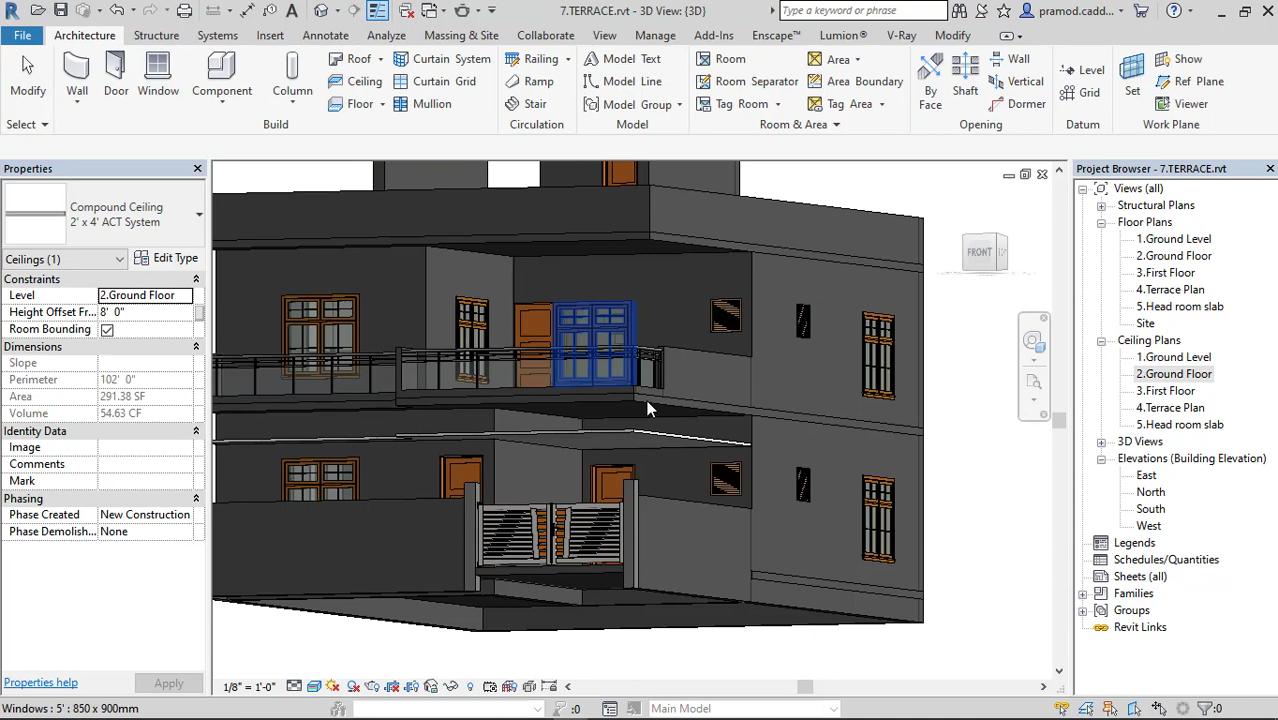 7.TERRACE.rvt - 3D View: {3D}
Type a keyword or phrase
pramod.cadd...
File
Architecture
Structure
Systems
Insert
Annotate
Analyze
Massing & Site
Collaborate
View
Manage
Add-Ins
Enscape™
Lumion®
V-Ray
Modify
Modify
Wall
Door
Window
Component
Column
Roof
Ceiling
Floor
Curtain System
Curtain Grid
Mullion
Railing
Ramp
Stair
Model Text
Model Line
Model Group
Room
Room Separator
Tag Room
Area
Area Boundary
Tag Area
By
Face
Shaft
Wall
Vertical
Dormer
Level
Grid
Set
Show
Ref Plane
Viewer
Select
Build
Circulation
Model
Room & Area
Opening
Datum
Work Plane
Properties
Compound Ceiling
2' x 4' ACT System
Ceilings (1)
Edit Type
Constraints
Level 2.Ground Floor
Height Offset Fr... 8' 0"
Room Bounding
Dimensions
Slope
Perimeter 102' 0"
Area 291.38 SF
Volume 54.63 CF
Identity Data
Image
Comments
Mark
Phasing
Phase Created New Construction
Phase Demolish... None
Properties help
Apply
FRONT
Project Browser - 7.TERRACE.rvt
Views (all)
Structural Plans
Floor Plans
1.Ground Level
2.Ground Floor
3.First Floor
4.Terrace Plan
5.Head room slab
Site
Ceiling Plans
1.Ground Level
2.Ground Floor
3.First Floor
4.Terrace Plan
5.Head room slab
3D Views
Elevations (Building Elevation)
East
North
South
West
Legends
Schedules/Quantities
Sheets (all)
Families
Groups
Revit Links
1/8" = 1'-0"
Windows : 5' : 850 x 900mm
:0
Main Model
:0